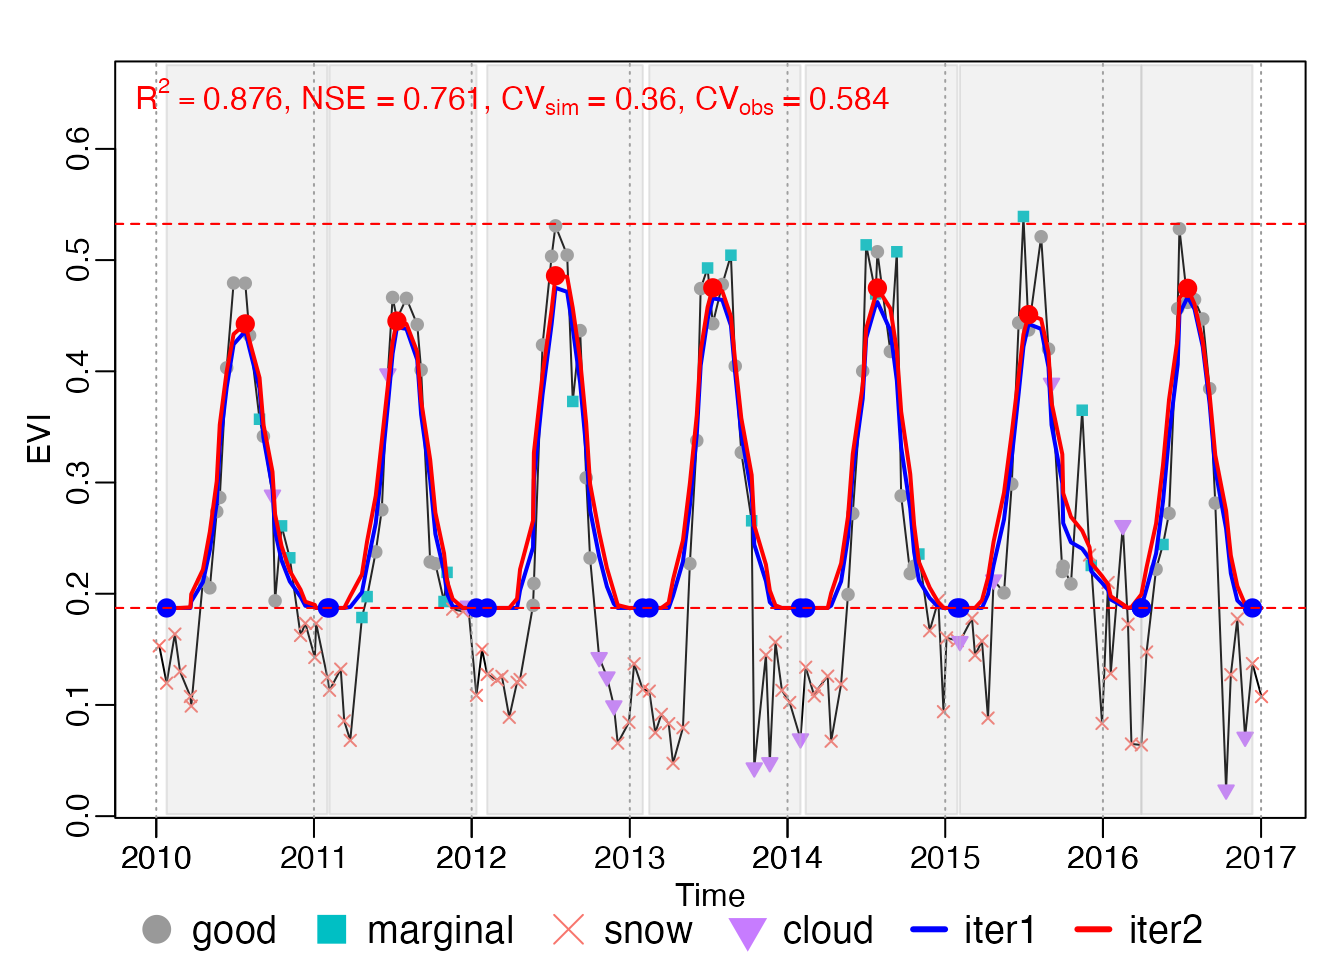 R² = 0.876, NSE = 0.761, CVsim = 0.36, CVobs = 0.584
0.6
0.5
0.4
0.3
0.2
0.1
0.0
EVI
2010 2011 2012 2013 2014 2015 2016 2017
Time
good marginal snow cloud iter1 iter2